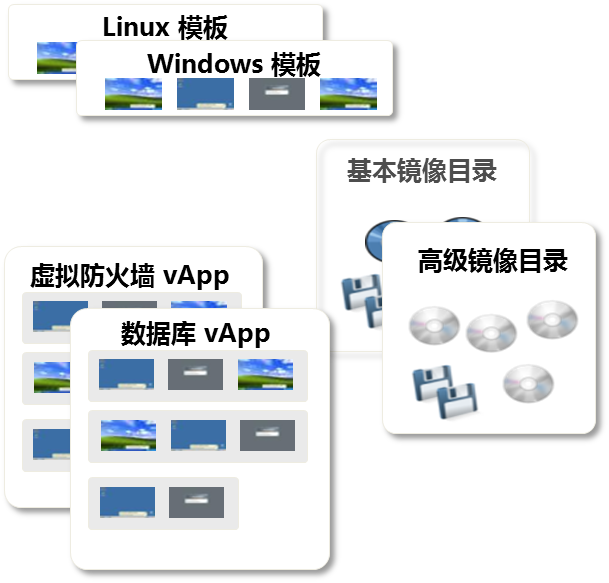 Linux 模板
Windows 模板
基本镜像目录
高级镜像目录
虚拟防火墙 vApp
数据库 vApp